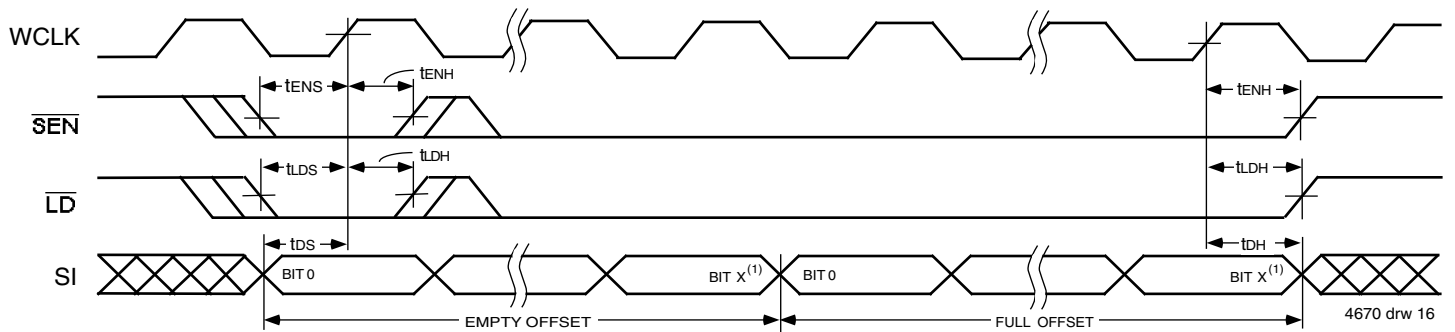 WCLK
tENS
tENH
tENH
SEN
tLDS
tLDH
tLDH
LD
tDS
tDH
SI
BIT 0
BIT X(1)
BIT 0
BIT X(1)
EMPTY OFFSET
FULL OFFSET
4670 drw 16